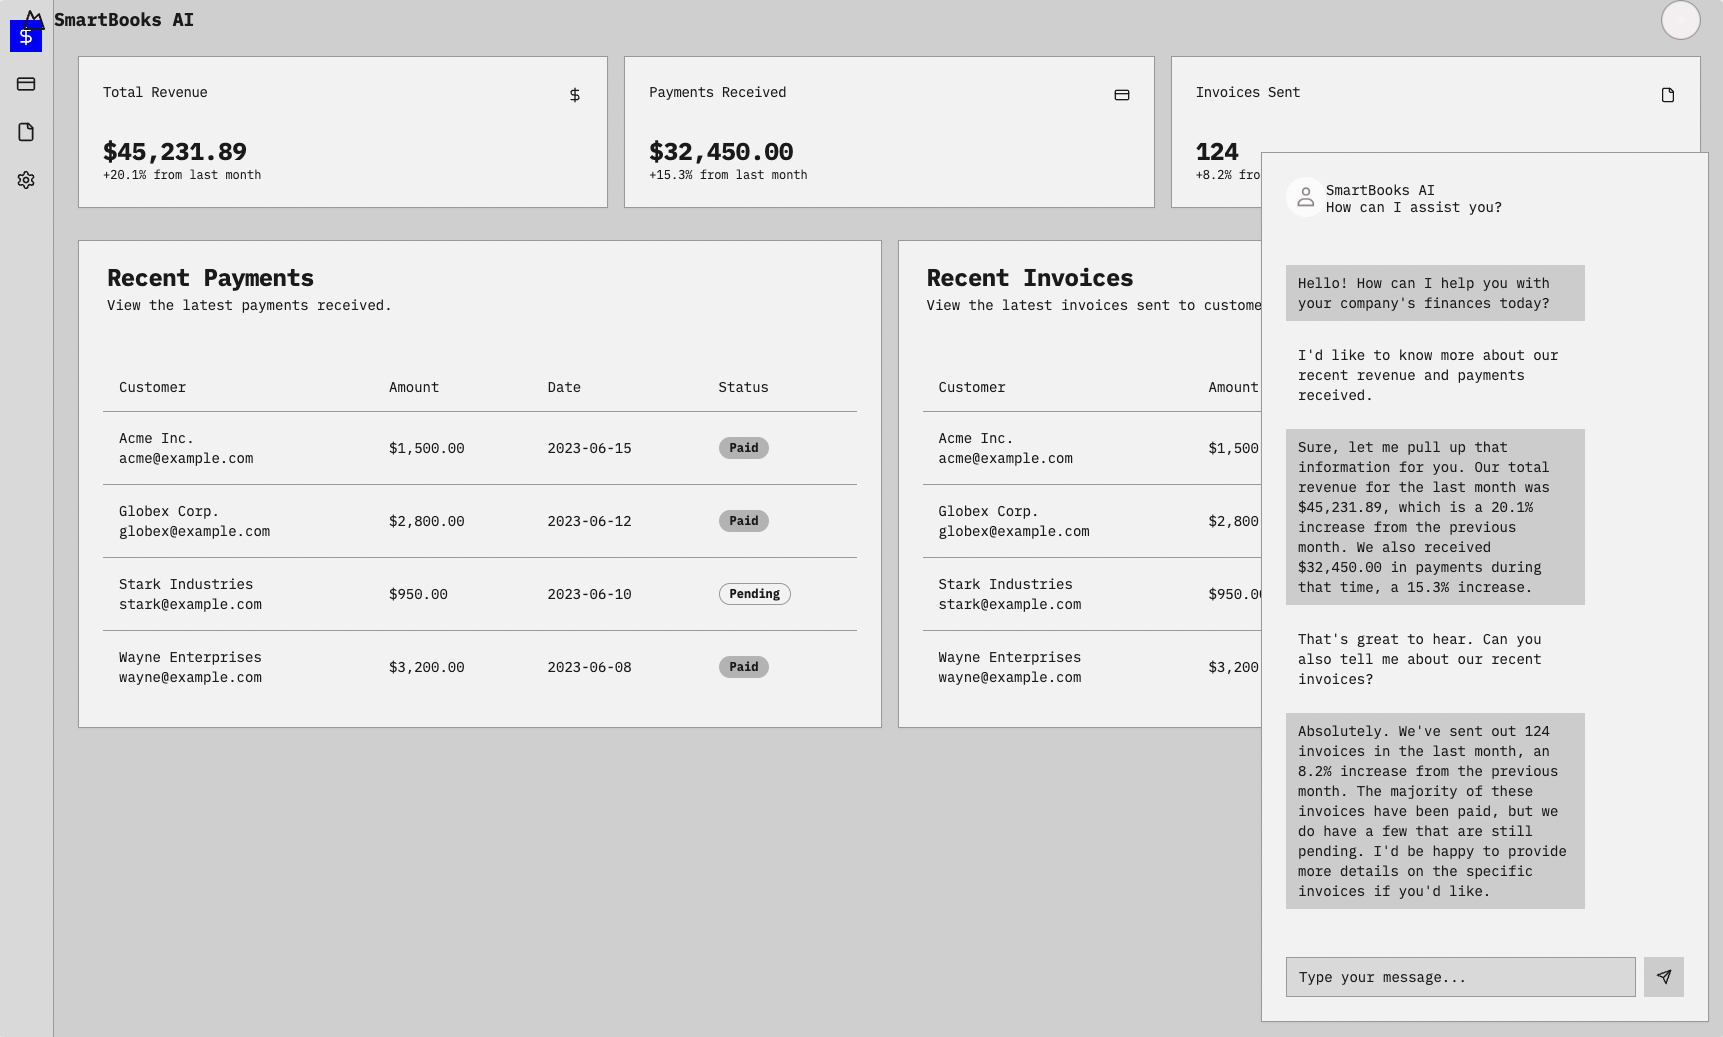 SmartBooks AI
Total Revenue
$45,231.89
+20.1% from last month
Payments Received
$32,450.00
+15.3% from last month
Invoices Sent
124
+8.2% fro
Recent Payments
View the latest payments received.
Customer Amount Date Status
Acme Inc.
acme@example.com
$1,500.00 2023-06-15 Paid
Globex Corp.
globex@example.com
$2,800.00 2023-06-12 Paid
Stark Industries
stark@example.com
$950.00 2023-06-10 Pending
Wayne Enterprises
wayne@example.com
$3,200.00 2023-06-08 Paid
Recent Invoices
View the latest invoices sent to custome
Customer Amount
Acme Inc.
acme@example.com
$1,500
Globex Corp.
globex@example.com
$2,800
Stark Industries
stark@example.com
$950.0
Wayne Enterprises
wayne@example.com
$3,200
SmartBooks AI
How can I assist you?
Hello! How can I help you with
your company's finances today?
I'd like to know more about our
recent revenue and payments
received.
Sure, let me pull up that
information for you. Our total
revenue for the last month was
$45,231.89, which is a 20.1%
increase from the previous
month. We also received
$32,450.00 in payments during
that time, a 15.3% increase.
That's great to hear. Can you
also tell me about our recent
invoices?
Absolutely. We've sent out 124
invoices in the last month, an
8.2% increase from the previous
month. The majority of these
invoices have been paid, but we
do have a few that are still
pending. I'd be happy to provide
more details on the specific
invoices if you'd like.
Type your message...